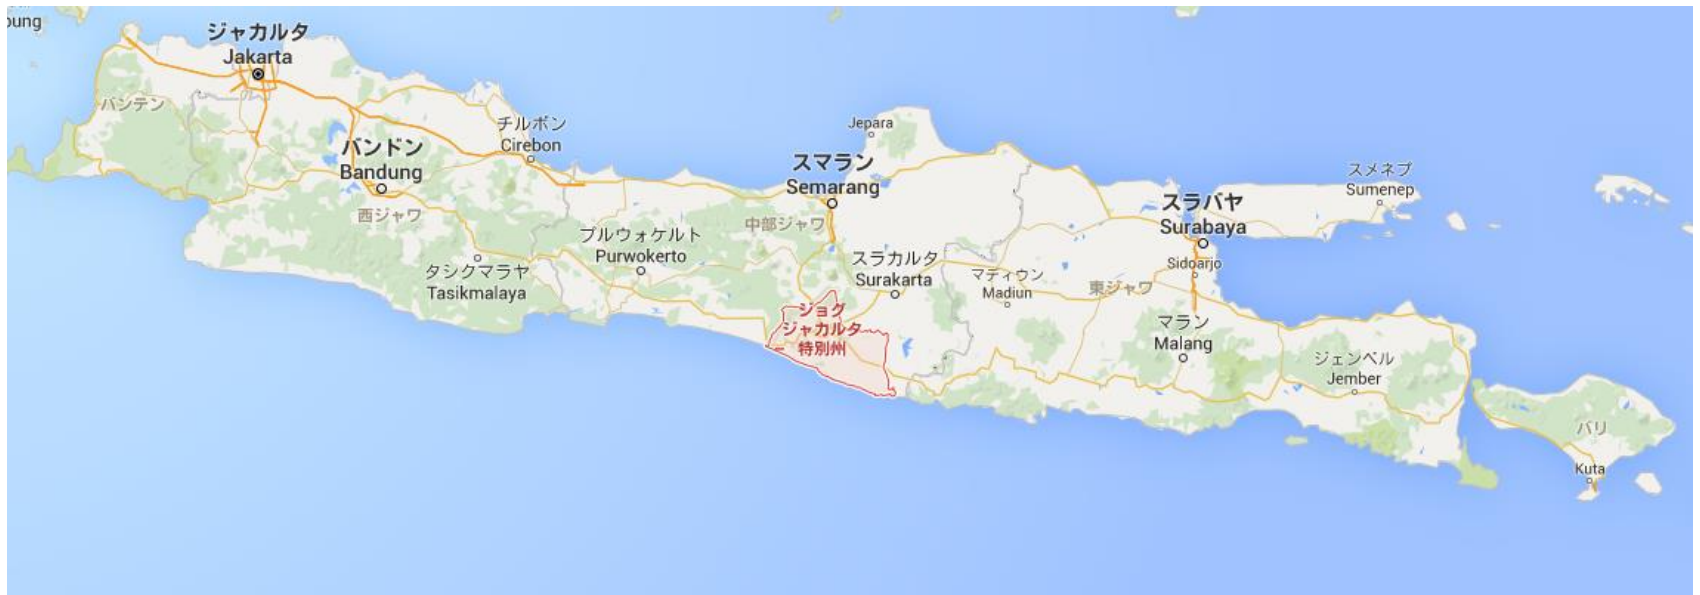 oung
ジャカルタ
Jakarta
バンテン
チルボン
Cirebon
バンドン
Bandung
西ジャワ
タシクマラヤ
Tasikmalaya
プルウォケルト
Purwokerto
Jepara
スマラン
Semarang
中部ジャワ
スラカルタ
Surakarta
ジョグ
ジャカルタ
特別州
マディウン
Madiun
スメネプ
Sumenep
スラバヤ
Surabaya
Sidoarjo
東ジャワ
マラン
Malang
ジェンベル
Jember
バリ
Kuta